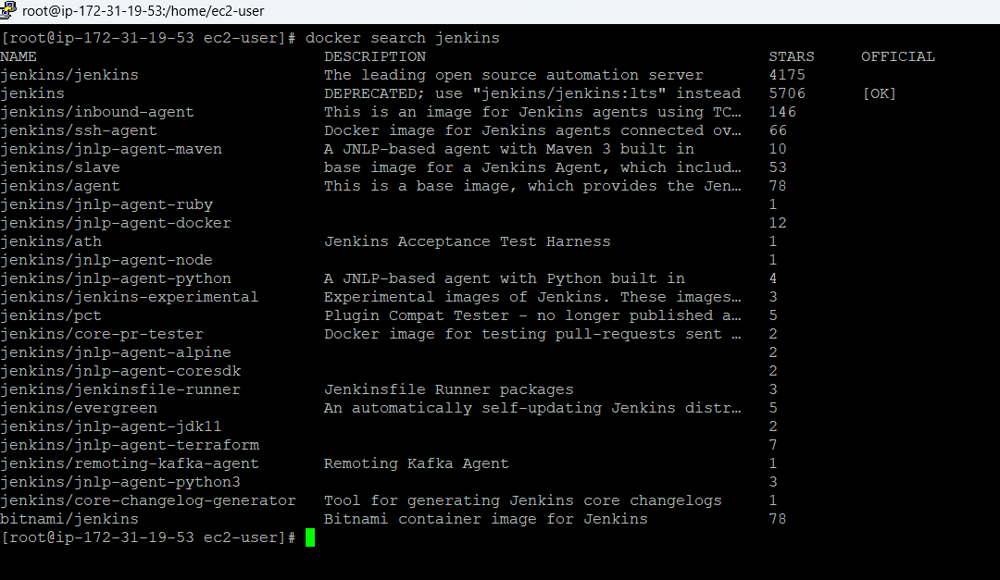 root@ip-172-31-19-53:/home/ec2-user
[root@ip-172-31-19-53 ec2-user]# docker search jenkins
NAME DESCRIPTION STARS OFFICIAL
jenkins/jenkins The leading open source automation server 4175
jenkins DEPRECATED; use "jenkins/jenkins:lts" instead 5706 [OK]
jenkins/inbound-agent This is an image for Jenkins agents using TC… 146
jenkins/ssh-agent Docker image for Jenkins agents connected ov… 66
jenkins/jnlp-agent-maven A JNLP-based agent with Maven 3 built in 10
jenkins/slave base image for a Jenkins Agent, which includ… 53
jenkins/agent This is a base image, which provides the Jen… 78
jenkins/jnlp-agent-ruby 1
jenkins/jnlp-agent-docker 12
jenkins/ath Jenkins Acceptance Test Harness 1
jenkins/jnlp-agent-node 1
jenkins/jnlp-agent-python A JNLP-based agent with Python built in 4
jenkins/jenkins-experimental Experimental images of Jenkins. These images… 3
jenkins/pct Plugin Compat Tester - no longer published a… 5
jenkins/core-pr-tester Docker image for testing pull-requests sent … 2
jenkins/jnlp-agent-alpine 2
jenkins/jnlp-agent-coresdk 2
jenkins/jenkinsfile-runner Jenkinsfile Runner packages 3
jenkins/evergreen An automatically self-updating Jenkins distr… 5
jenkins/jnlp-agent-jdk11 2
jenkins/jnlp-agent-terraform 7
jenkins/remoting-kafka-agent Remoting Kafka Agent 1
jenkins/jnlp-agent-python3 3
jenkins/core-changelog-generator Tool for generating Jenkins core changelogs 1
bitnami/jenkins Bitnami container image for Jenkins 78
[root@ip-172-31-19-53 ec2-user]#